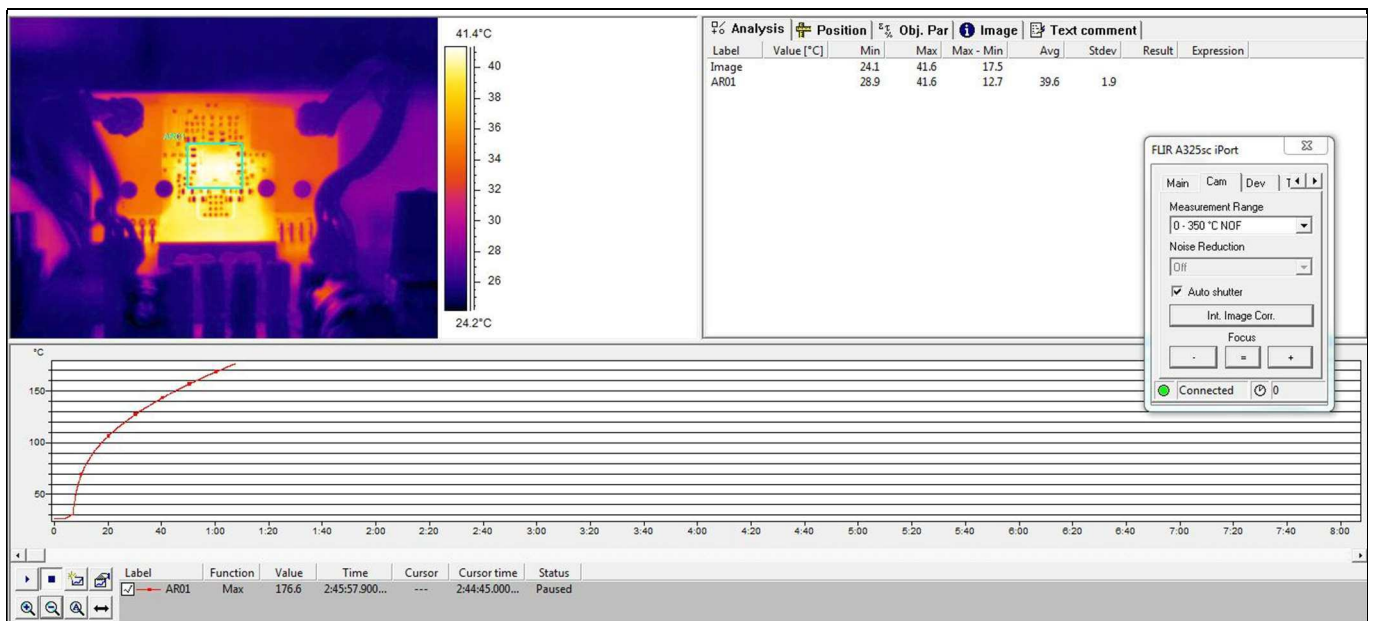 41.4°C
40
38
36
34
32
30
28
26
24.2°C
AR01
Analysis Position Obj. Par Image Text comment
Label Value [°C] Min Max Max - Min Avg Stdev Result Expression
Image 24.1 41.6 17.5
AR01 28.9 41.6 12.7 39.6 1.9
FLIR A325sc iPort
Main Cam Dev
Measurement Range
0 - 350 °C NOF
Noise Reduction
Off
Auto shutter
Int. Image Corr.
Focus
- = +
Connected 0
°C
150
100
50
0 20 40 1:00 1:20 1:40 2:00 2:20 2:40 3:00 3:20 3:40 4:00 4:20 4:40 5:00 5:20 5:40 6:00 6:20 6:40 7:00 7:20 7:40 8:00
Label Function Value Time Cursor Cursor time Status
AR01 Max 176.6 2:45:57.900... --- 2:44:45.000... Paused